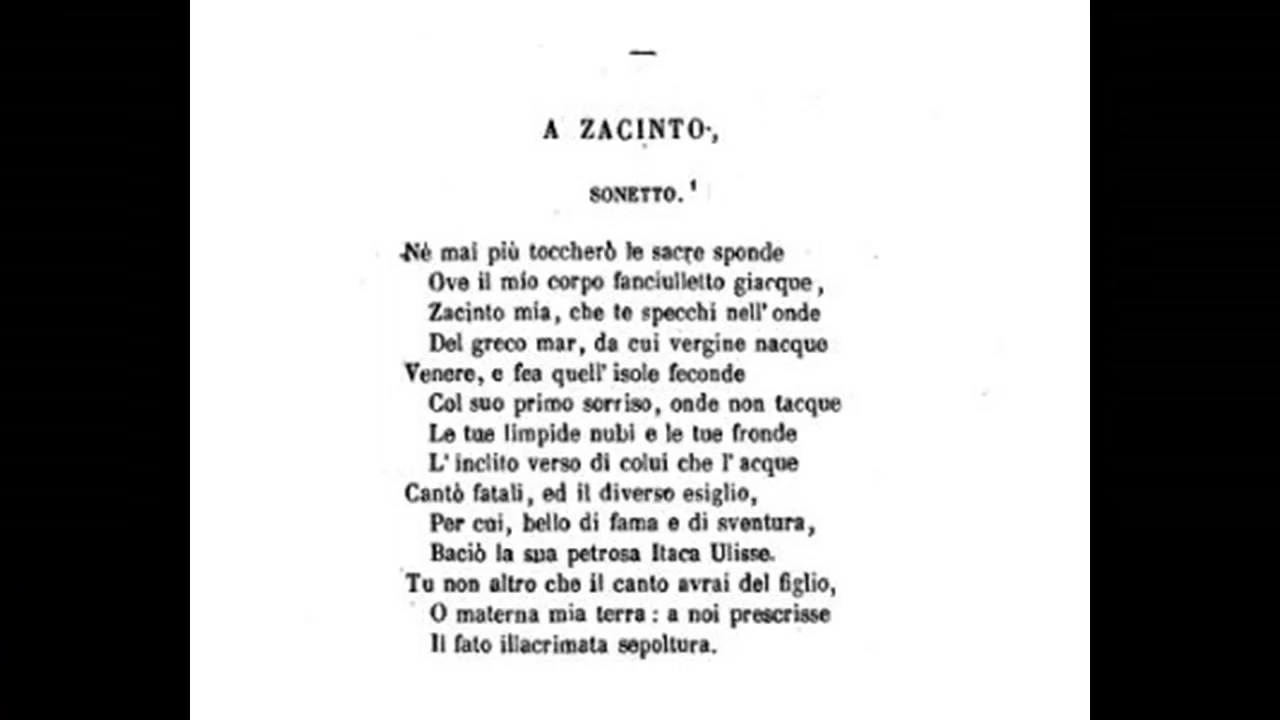 A ZACINTO,
SONETTO. 1
Nè mai più toccherò le sacre sponde
Ove il mio corpo fanciulletto giacque,
Zacinto mia, che te specchi nell' onde
Del greco mar, da cui vergine nacque
Venere, e fea quell' isole feconde
Col suo primo sorriso, onde non tacque
Le tue limpide nubi e le tue fronde
L' inclito verso di colui che l' acque
Cantò fatali, ed il diverso esiglio,
Per cui, bello di fama e di sventura,
Baciò la sua petrosa Itaca Ulisse.
Tu non altro che il canto avrai del figlio,
O materna mia terra : a noi prescrisse
Il fato illacrimata sepoltura.